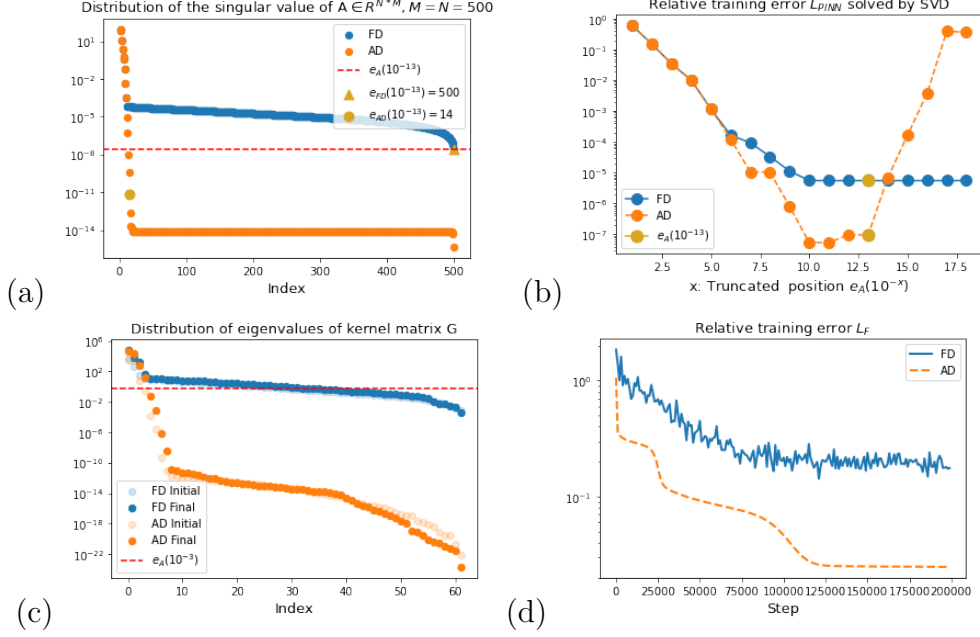 Distribution of the singular value of A ∈ R^{N*M}, M = N = 500
10^1
10^{-2}
10^{-5}
10^{-8}
10^{-11}
10^{-14}
FD
AD
e_A(10^{-13})
e_{FD}(10^{-13}) = 500
e_{AD}(10^{-13}) = 14
0
100
200
300
400
500
Index
(a)
Relative training error L_{PINN} solved by SVD
10^0
10^{-1}
10^{-2}
10^{-3}
10^{-4}
10^{-5}
10^{-6}
10^{-7}
FD
AD
e_A(10^{-13})
2.5
5.0
7.5
10.0
12.5
15.0
17.5
x: Truncated position e_A(10^{-x})
(b)
Distribution of eigenvalues of kernel matrix G
10^6
10^2
10^{-2}
10^{-6}
10^{-10}
10^{-14}
10^{-18}
10^{-22}
FD Initial
FD Final
AD Initial
AD Final
e_A(10^{-3})
0
10
20
30
40
50
60
Index
(c)
Relative training error L_F
FD
AD
10^0
10^{-1}
0
25000
50000
75000
100000
125000
150000
175000
200000
Step
(d)